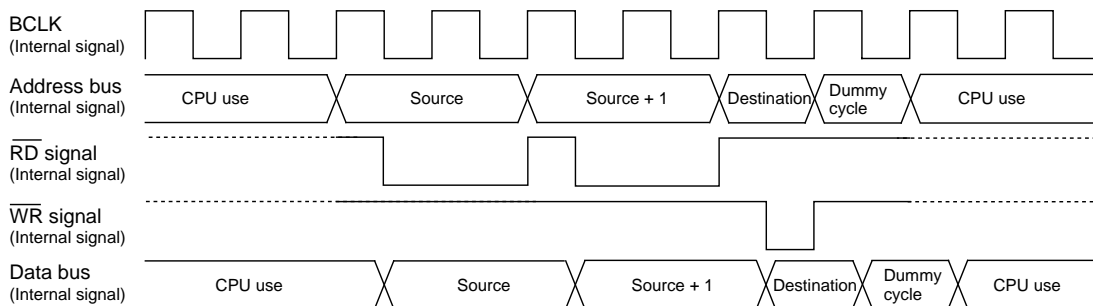 BCLK
(Internal signal)
Address bus
(Internal signal)
CPU use
Source
Source + 1
Destination
Dummy
cycle
CPU use
RD signal
(Internal signal)
WR signal
(Internal signal)
Data bus
(Internal signal)
CPU use
Source
Source + 1
Destination
Dummy
cycle
CPU use